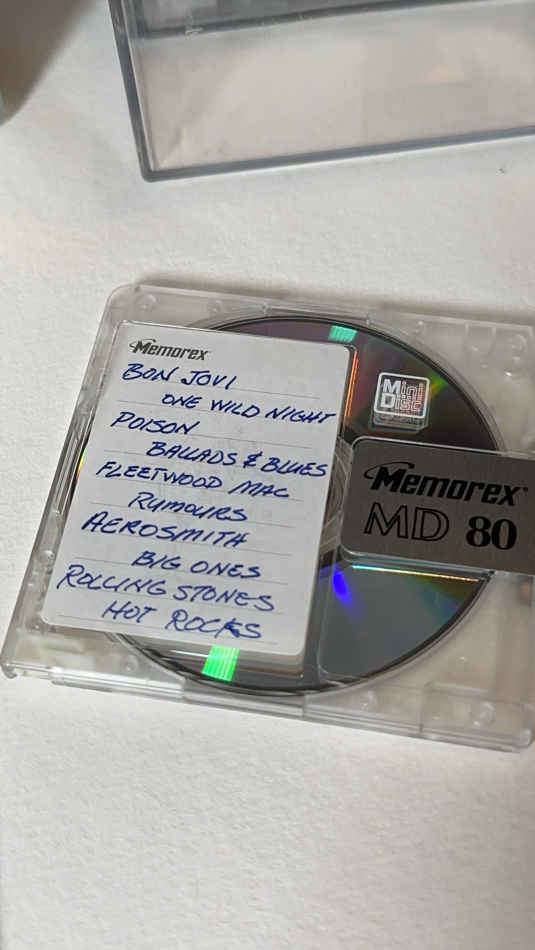 Memorex
BON JOVI
ONE WILD NIGHT
POISON
BALLADS & BLUES
FLEETWOOD MAC
RUMOURS
AEROSMITH
BIG ONES
ROLLING STONES
HOT ROCKS
Mini
Disc
Memorex
MD 80